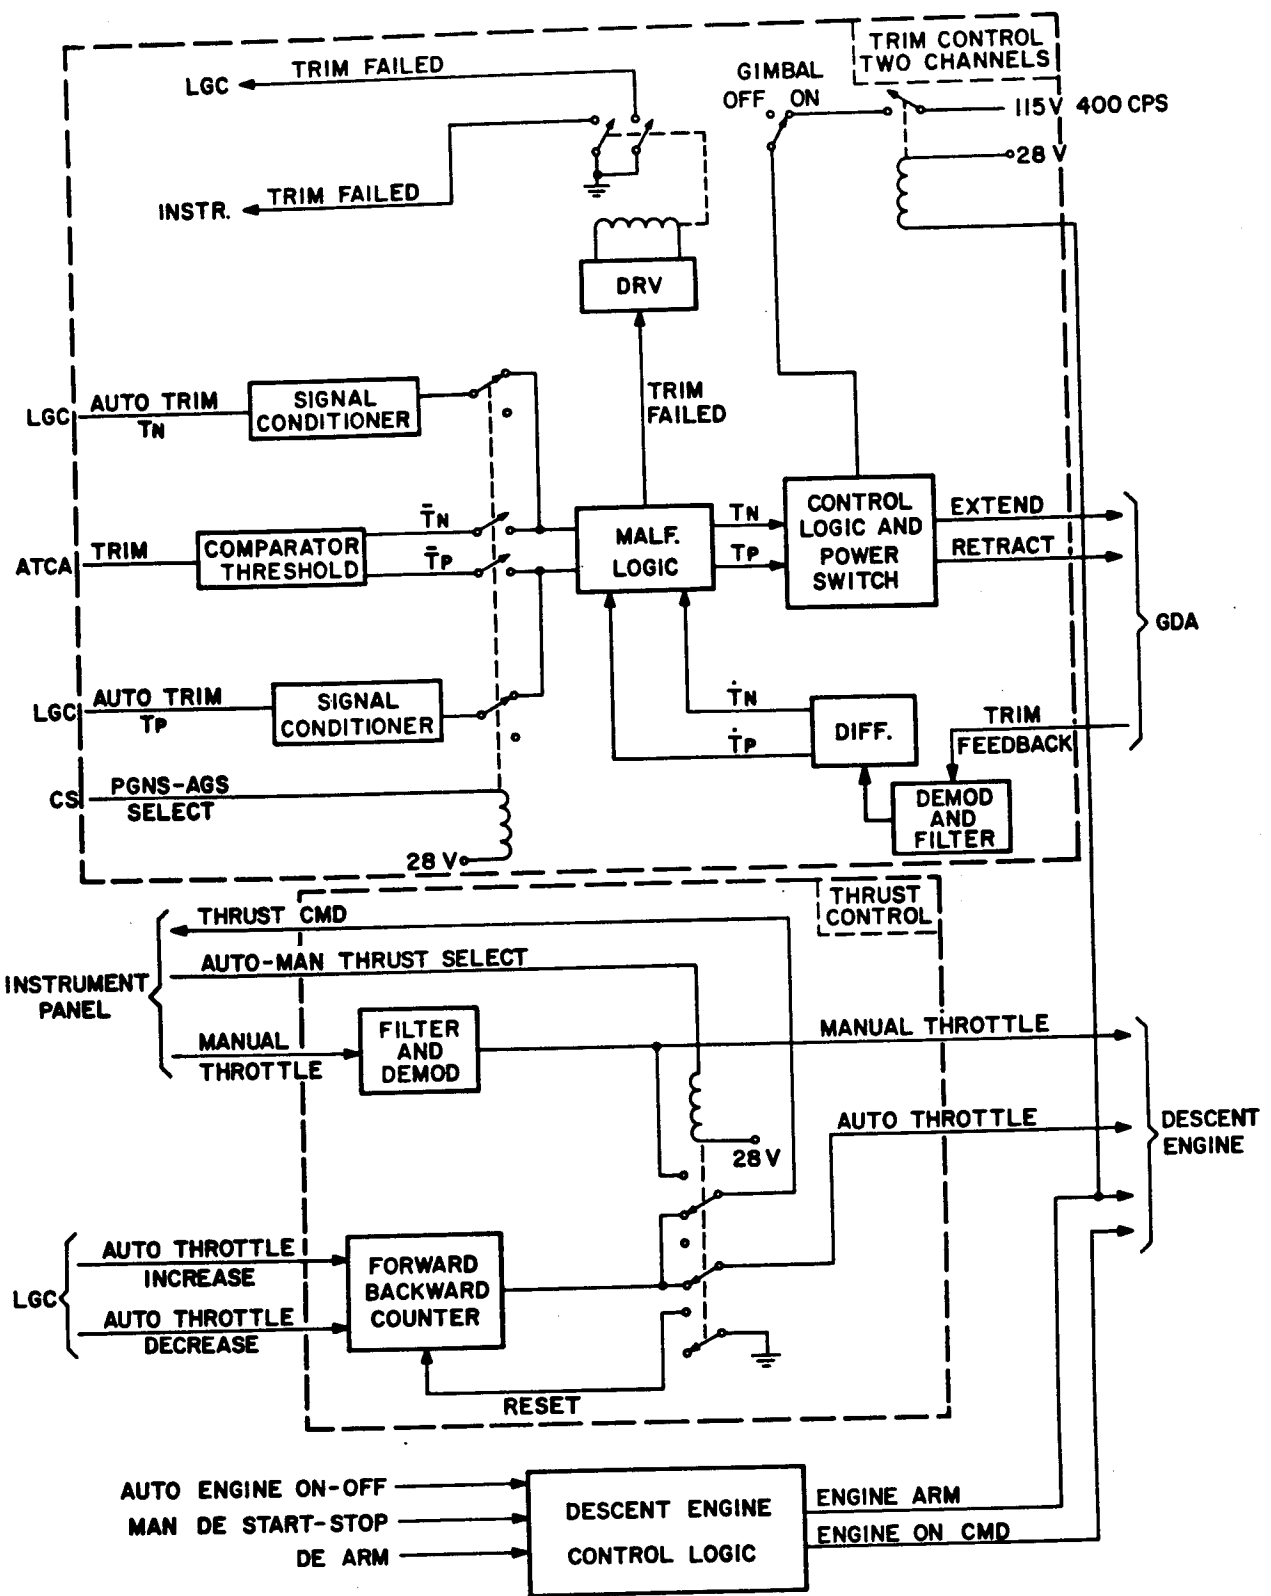 TRIM CONTROL
TWO CHANNELS
LGC
TRIM FAILED
GIMBAL
OFF ON
115V 400 CPS
28 V
INSTR.
TRIM FAILED
DRV
TRIM
FAILED
LGC
AUTO TRIM
TN
SIGNAL
CONDITIONER
ATCA
TRIM
COMPARATOR
THRESHOLD
T̄N
T̄P
MALF.
LOGIC
TN
TP
CONTROL
LOGIC AND
POWER
SWITCH
EXTEND
RETRACT
GDA
LGC
AUTO TRIM
TP
SIGNAL
CONDITIONER
ṪN
ṪP
DIFF.
TRIM
FEEDBACK
DEMOD
AND
FILTER
CS
PGNS-AGS
SELECT
28 V
THRUST
CONTROL
INSTRUMENT
PANEL
THRUST CMD
AUTO-MAN THRUST SELECT
MANUAL
THROTTLE
FILTER
AND
DEMOD
MANUAL THROTTLE
28 V
AUTO THROTTLE
DESCENT
ENGINE
LGC
AUTO THROTTLE
INCREASE
AUTO THROTTLE
DECREASE
FORWARD
BACKWARD
COUNTER
RESET
AUTO ENGINE ON-OFF
MAN DE START-STOP
DE ARM
DESCENT ENGINE
CONTROL LOGIC
ENGINE ARM
ENGINE ON CMD